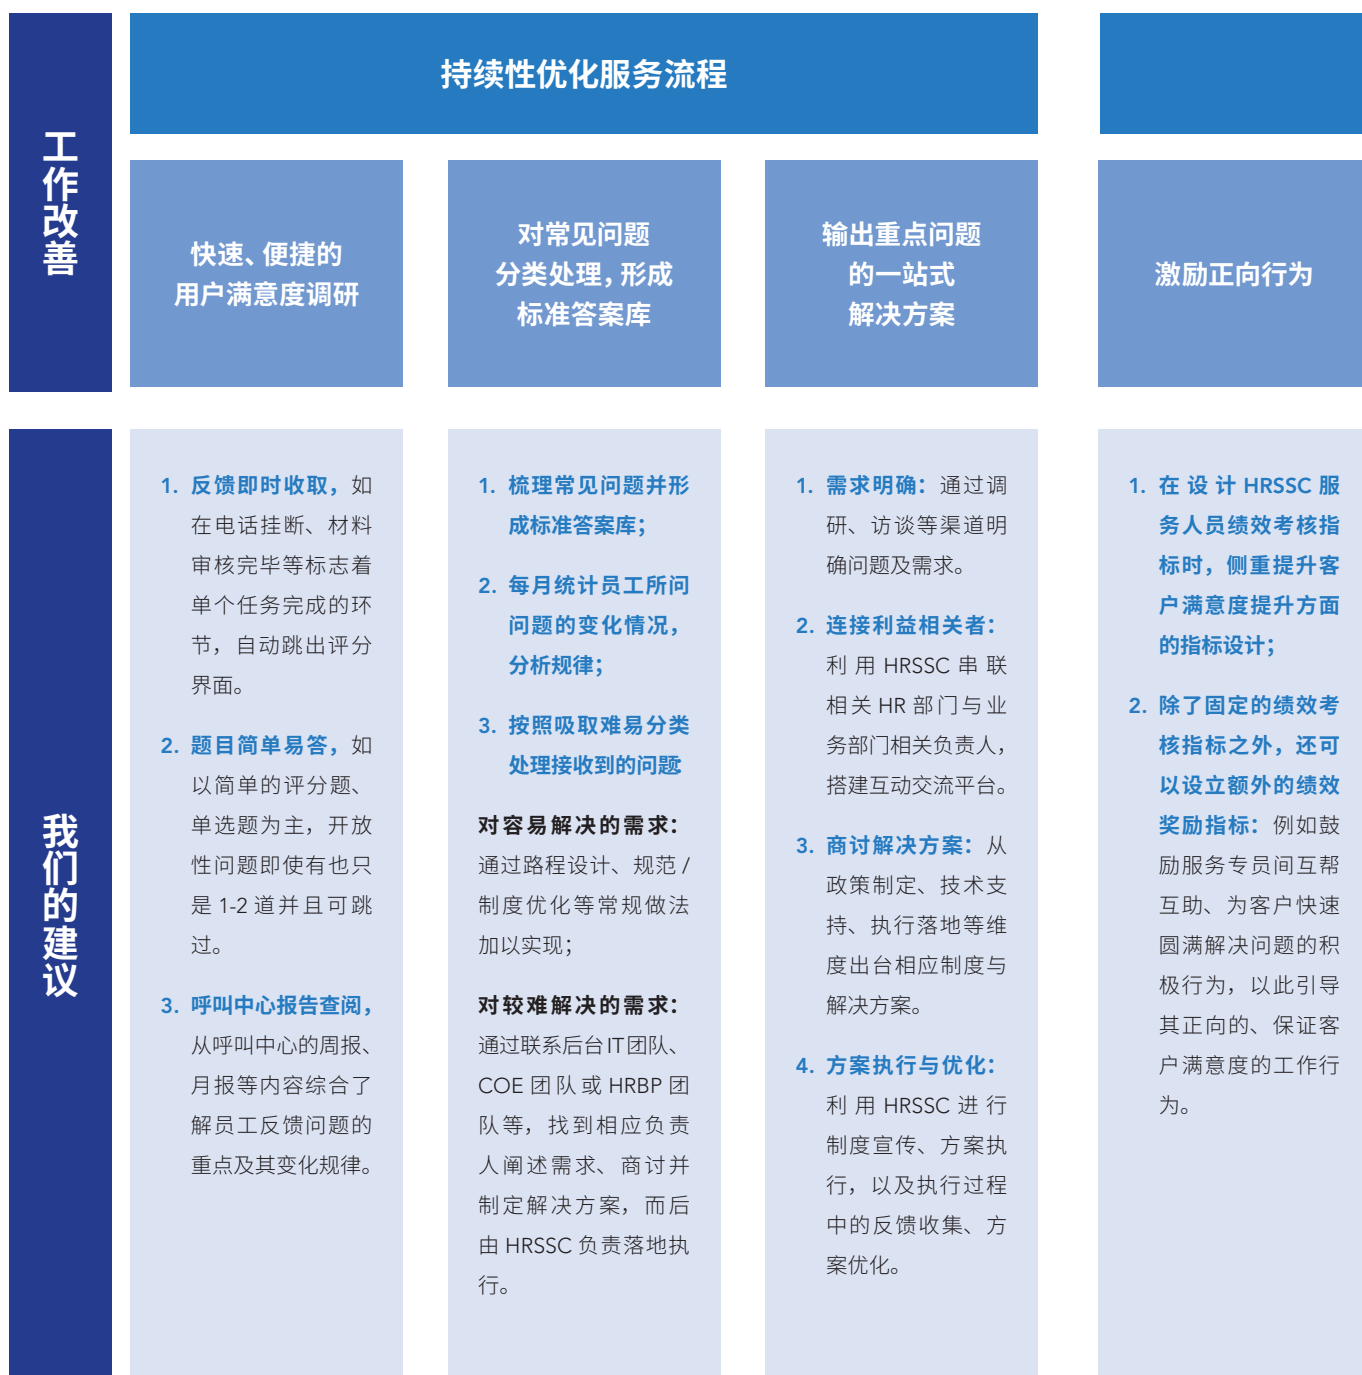 工作改善
持续性优化服务流程
快速、便捷的
用户满意度调研
对常见问题
分类处理，形成
标准答案库
输出重点问题
的一站式
解决方案
激励正向行为
我们的建议
1. 反馈即时收取，如
在电话挂断、材料
审核完毕等标志着
单个任务完成的环
节，自动跳出评分
界面。
2. 题目简单易答，如
以简单的评分题、
单选题为主，开放
性问题即使有也只
是 1-2 道并且可跳
过。
3. 呼叫中心报告查阅，
从呼叫中心的周报、
月报等内容综合了
解员工反馈问题的
重点及其变化规律。
1. 梳理常见问题并形
成标准答案库；
2. 每月统计员工所问
问题的变化情况，
分析规律；
3. 按照吸取难易分类
处理接收到的问题
对容易解决的需求：
通过路程设计、规范 /
制度优化等常规做法
加以实现；
对较难解决的需求：
通过联系后台 IT 团队、
COE 团队或 HRBP 团
队等，找到相应负责
人阐述需求、商讨并
制定解决方案，而后
由 HRSSC 负责落地执
行。
1. 需求明确：通过调
研、访谈等渠道明
确问题及需求。
2. 连接利益相关者：
利用 HRSSC 串联
相关 HR 部门与业
务部门相关负责人，
搭建互动交流平台。
3. 商讨解决方案：从
政策制定、技术支
持、执行落地等维
度出台相应制度与
解决方案。
4. 方案执行与优化：
利用 HRSSC 进行
制度宣传、方案执
行，以及执行过程
中的反馈收集、方
案优化。
1. 在设计 HRSSC 服
务人员绩效考核指
标时，侧重提升客
户满意度提升方面
的指标设计；
2. 除了固定的绩效考
核指标之外，还可
以设立额外的绩效
奖励指标：例如鼓
励服务专员间互帮
互助、为客户快速
圆满解决问题的积
极行为，以此引导
其正向的、保证客
户满意度的工作行
为。